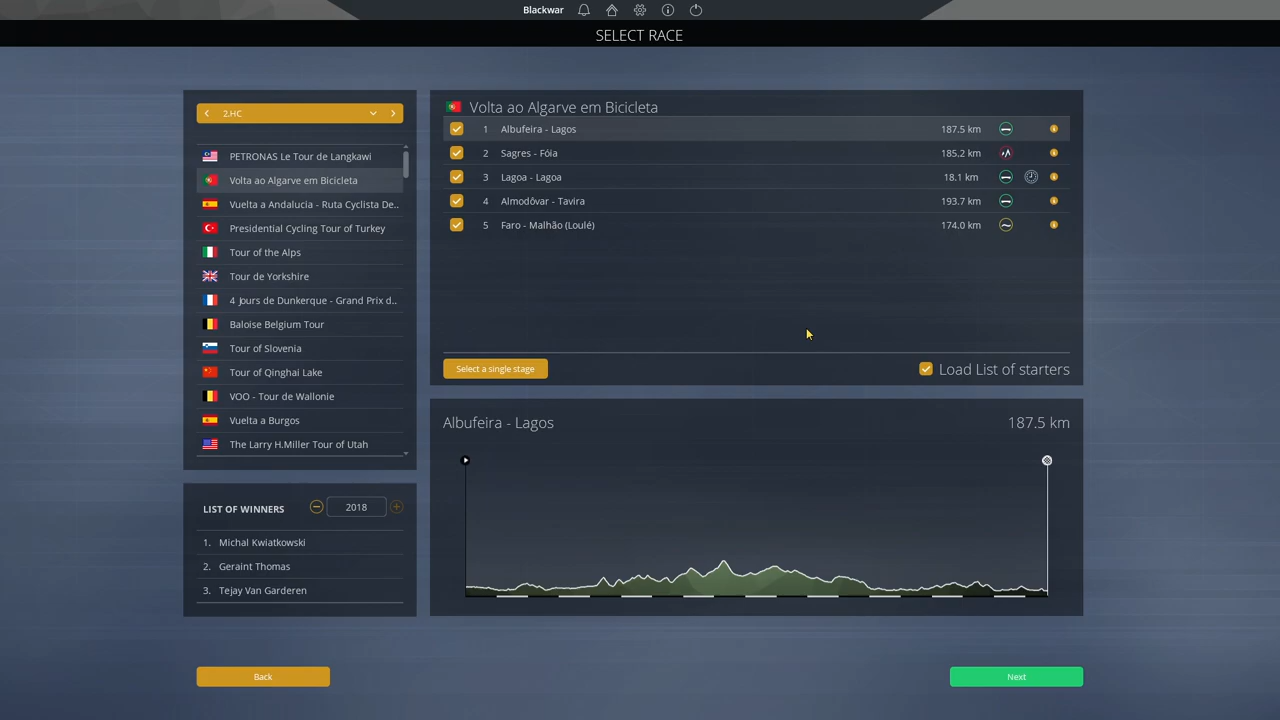 Blackwar
SELECT RACE
2.HC
PETRONAS Le Tour de Langkawi
Volta ao Algarve em Bicicleta
Vuelta a Andalucia - Ruta Cyclista De..
Presidential Cycling Tour of Turkey
Tour of the Alps
Tour de Yorkshire
4 Jours de Dunkerque - Grand Prix d..
Baloise Belgium Tour
Tour of Slovenia
Tour of Qinghai Lake
VOO - Tour de Wallonie
Vuelta a Burgos
The Larry H.Miller Tour of Utah
LIST OF WINNERS 2018
1. Michal Kwiatkowski
2. Geraint Thomas
3. Tejay Van Garderen
Volta ao Algarve em Bicicleta
1 Albufeira - Lagos 187.5 km
2 Sagres - Fóia 185.2 km
3 Lagoa - Lagoa 18.1 km
4 Almodôvar - Tavira 193.7 km
5 Faro - Malhão (Loulé) 174.0 km
Select a single stage Load List of starters
Albufeira - Lagos 187.5 km
Back Next